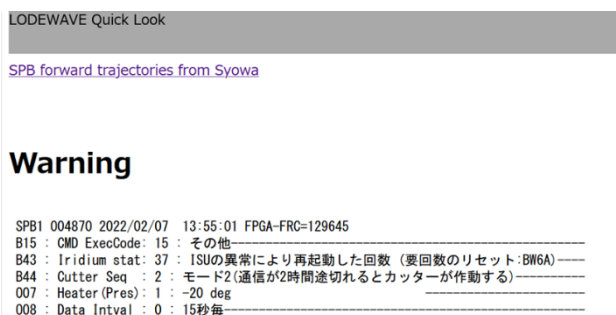 LODEWAVE Quick Look
SPB forward trajectories from Syowa
Warning
SPB1 004870 2022/02/07 13:55:01 FPGA-FRC=129645
B15 : CMD ExecCode: 15 : その他---------------------------------------------------
B43 : Iridium stat: 37 : ISUの異常により再起動した回数 (要回数のリセット:BW6A)----
B44 : Cutter Seq : 2 : モード2(通信が2時間途切れるとカッターが作動する)----------
007 : Heater(Pres): 1 : -20 deg -----------------------
008 : Data Intval : 0 : 15秒毎----------------------------------------------------